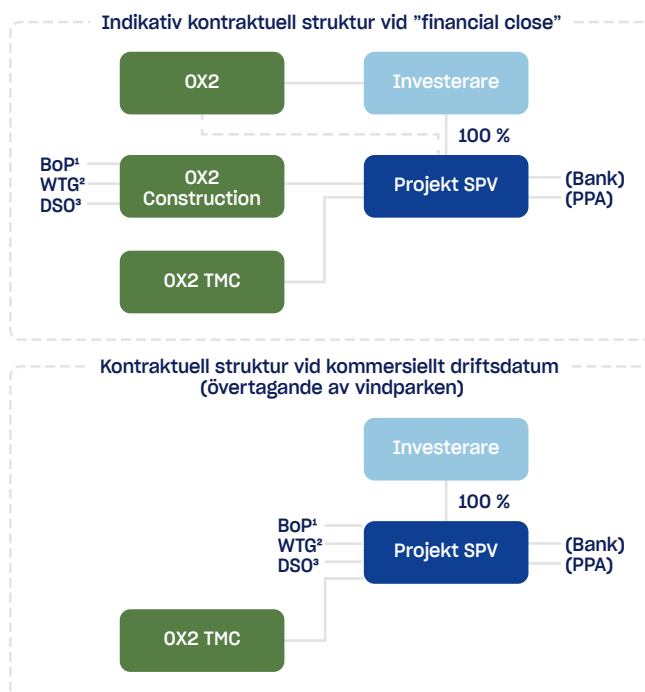 Indikativ kontraktuell struktur vid ”financial close”
OX2
Investerare
100 %
BoP¹
WTG²
DSO³
OX2
Construction
Projekt SPV
(Bank)
(PPA)
OX2 TMC
Kontraktuell struktur vid kommersiellt driftsdatum
(övertagande av vindparken)
Investerare
100 %
BoP¹
WTG²
DSO³
Projekt SPV
(Bank)
(PPA)
OX2 TMC